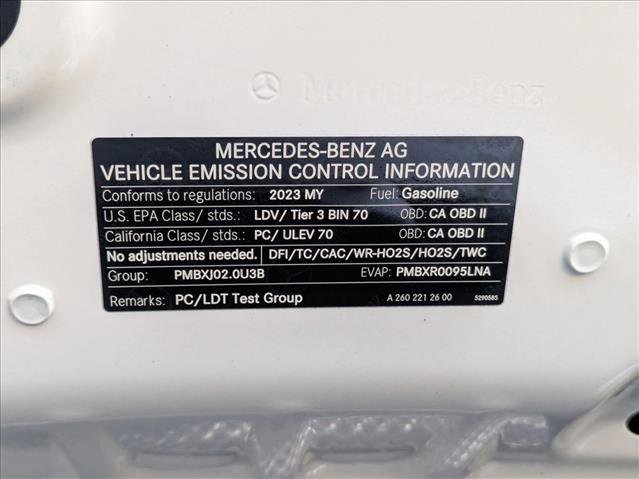 Mercedes-Benz
MERCEDES-BENZ AG
VEHICLE EMISSION CONTROL INFORMATION
Conforms to regulations: 2023 MY Fuel: Gasoline
U.S. EPA Class/ stds.: LDV/ Tier 3 BIN 70 OBD: CA OBD II
California Class/ stds.: PC/ ULEV 70 OBD: CA OBD II
No adjustments needed. DFI/TC/CAC/WR-HO2S/HO2S/TWC
Group: PMBXJ02.0U3B EVAP: PMBXR0095LNA
Remarks: PC/LDT Test Group A 260 221 26 00 5290585